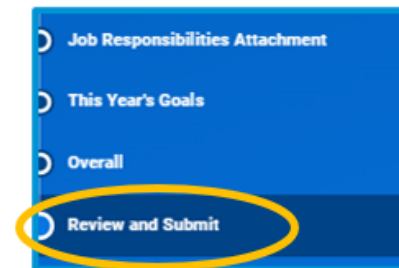 Job Responsibilities Attachment
This Year's Goals
Overall
Review and Submit